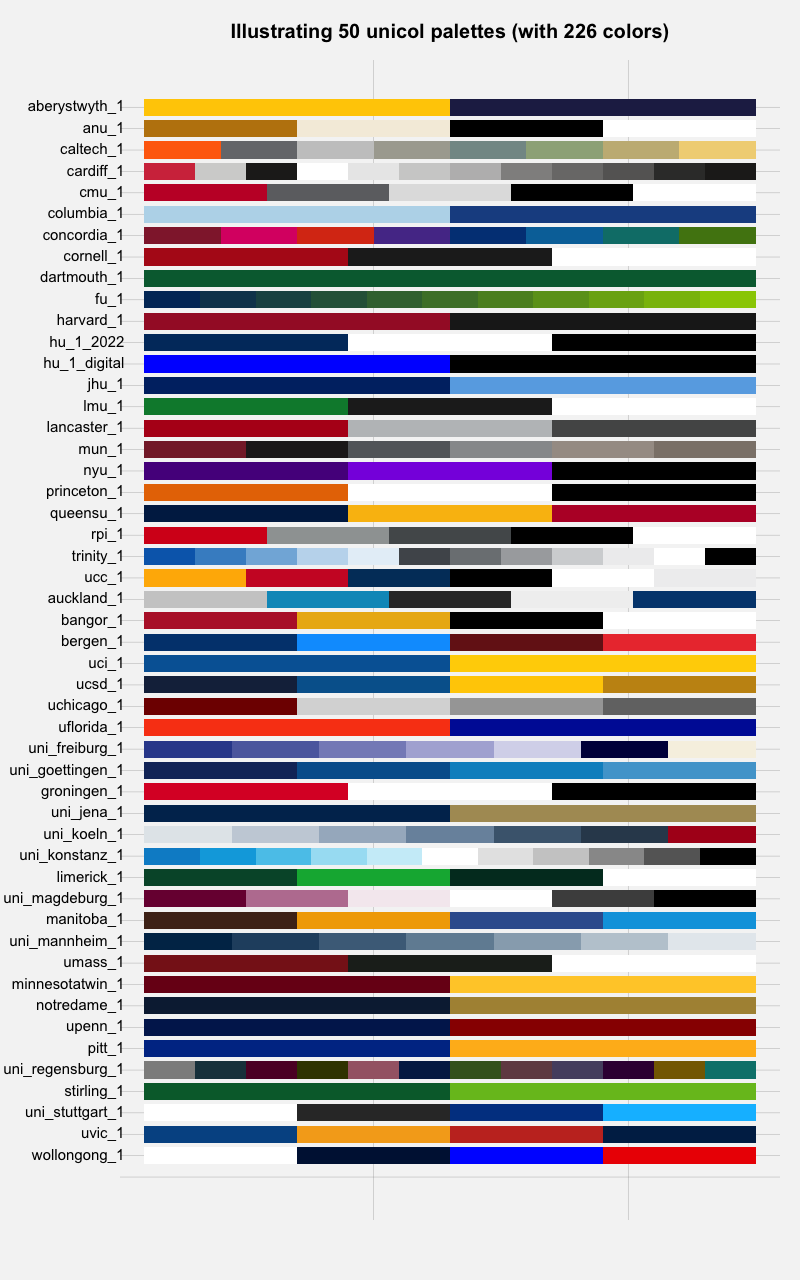 Illustrating 50 unicol palettes (with 226 colors)
aberystwyth_1
anu_1
caltech_1
cardiff_1
cmu_1
columbia_1
concordia_1
cornell_1
dartmouth_1
fu_1
harvard_1
hu_1_2022
hu_1_digital
jhu_1
lmu_1
lancaster_1
mun_1
nyu_1
princeton_1
queensu_1
rpi_1
trinity_1
ucc_1
auckland_1
bangor_1
bergen_1
uci_1
ucsd_1
uchicago_1
uflorida_1
uni_freiburg_1
uni_goettingen_1
groningen_1
uni_jena_1
uni_koeln_1
uni_konstanz_1
limerick_1
uni_magdeburg_1
manitoba_1
uni_mannheim_1
umass_1
minnesotatwin_1
notredame_1
upenn_1
pitt_1
uni_regensburg_1
stirling_1
uni_stuttgart_1
uvic_1
wollongong_1